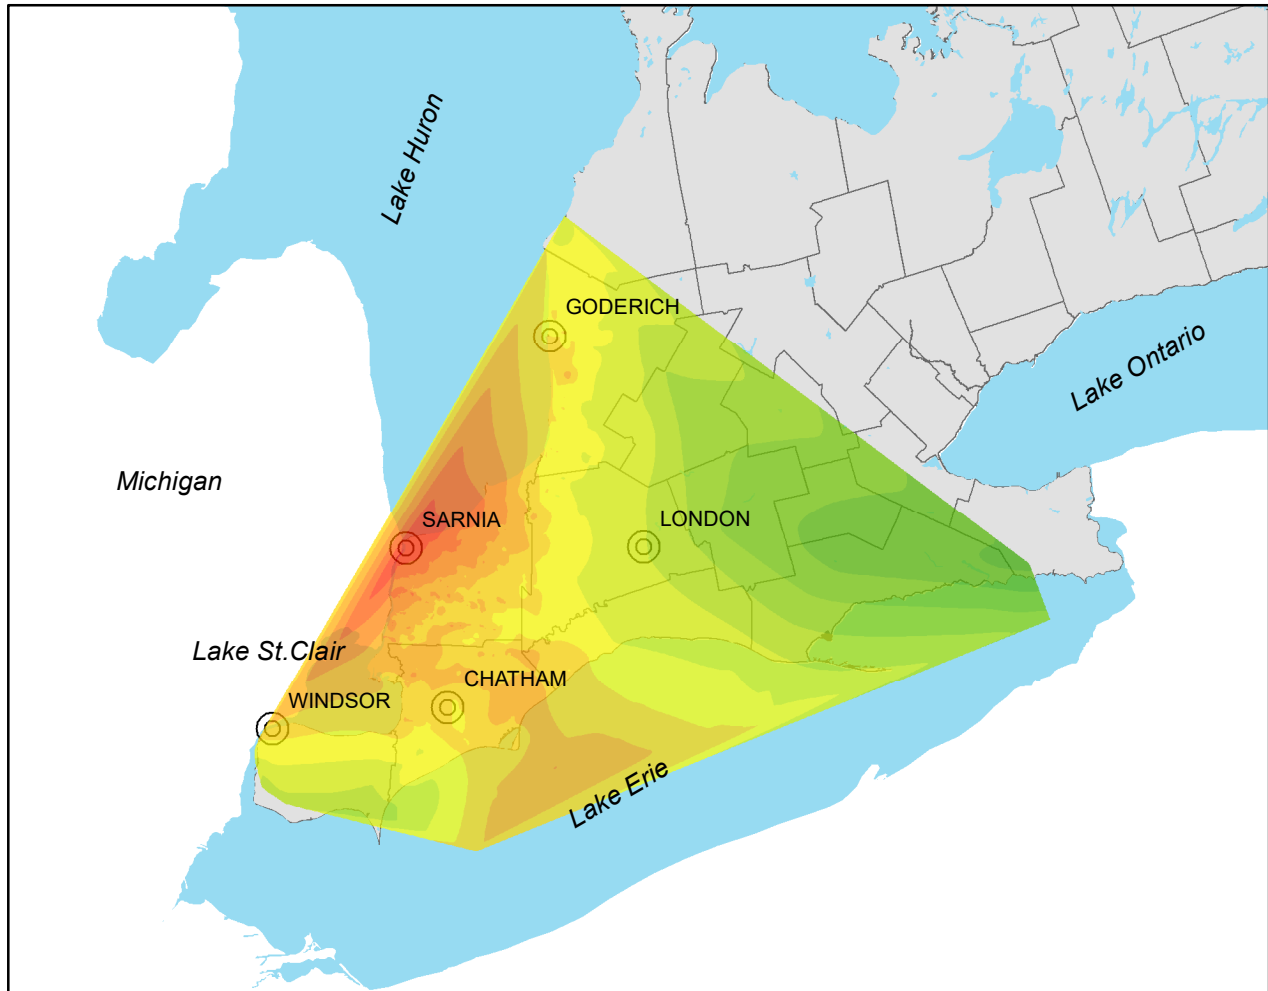 Lake Huron
GODERICH
Lake Ontario
Michigan
SARNIA
LONDON
Lake St.Clair
CHATHAM
WINDSOR
Lake Erie